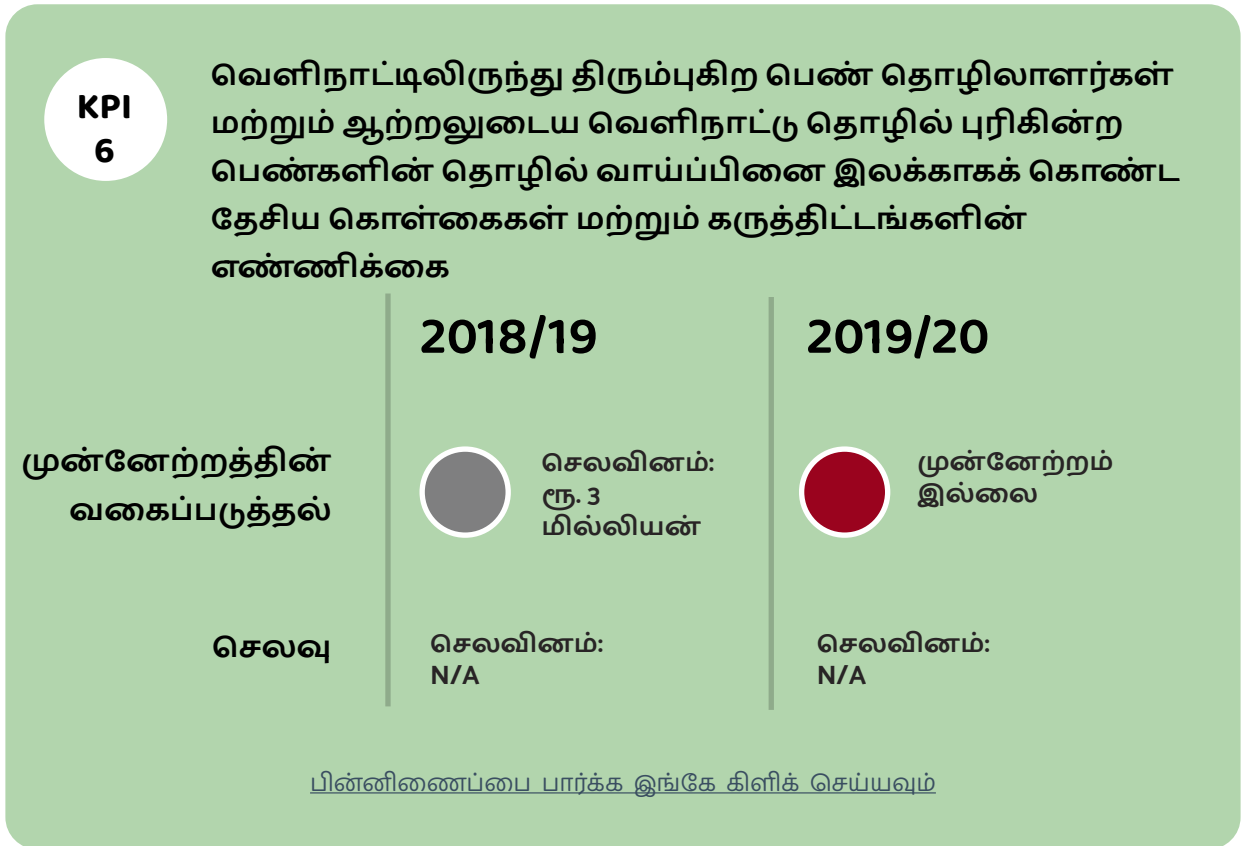 KPI
6
வெளிநாட்டிலிருந்து திரும்புகிற பெண் தொழிலாளர்கள்
மற்றும் ஆற்றலுடைய வெளிநாட்டு தொழில் புரிகின்ற
பெண்களின் தொழில் வாய்ப்பினை இலக்காகக் கொண்ட
தேசிய கொள்கைகள் மற்றும் கருத்திட்டங்களின்
எண்ணிக்கை
2018/19
2019/20
முன்னேற்றத்தின்
வகைப்படுத்தல்
செலவினம்:
ரூ. 3
மில்லியன்
முன்னேற்றம்
இல்லை
செலவு
செலவினம்:
N/A
செலவினம்:
N/A
பின்னிணைப்பை பார்க்க இங்கே கிளிக் செய்யவும்